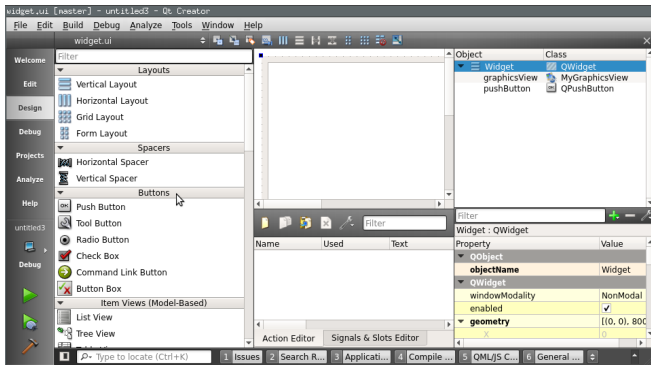 widget.ui [master] - untitled3 - Qt Creator
File Edit Build Debug Analyze Tools Window Help
widget.ui
Welcome
Edit
Design
Debug
Projects
Analyze
Help
untitled3
Debug
Filter
Layouts
Vertical Layout
Horizontal Layout
Grid Layout
Form Layout
Spacers
Horizontal Spacer
Vertical Spacer
Buttons
OK Push Button
Tool Button
Radio Button
Check Box
Command Link Button
Button Box
Item Views (Model-Based)
List View
Tree View
Filter
Name Used Text
Action Editor Signals & Slots Editor
Object Class
Widget QWidget
graphicsView MyGraphicsView
pushButton QPushButton
Filter
Widget : QWidget
Property Value
QObject
objectName Widget
QWidget
windowModality NonModal
enabled
geometry [(0, 0), 800
X 0
Type to locate (Ctrl+K) 1 Issues 2 Search R... 3 Applicati... 4 Compile ... 5 QML/JS C... 6 General ...